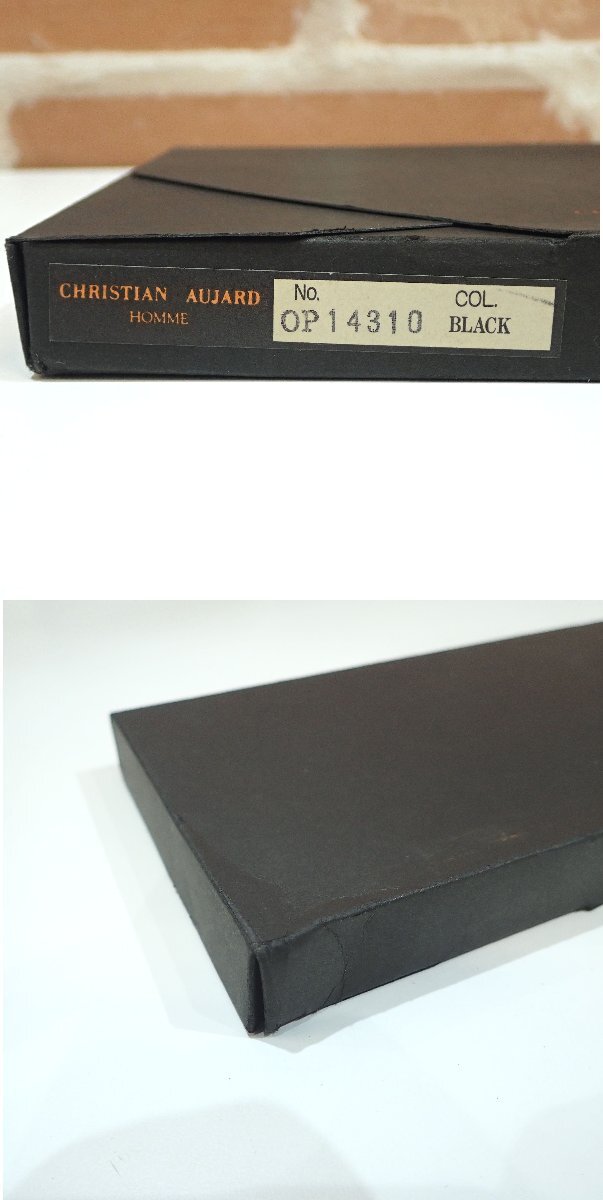 CHRISTIAN AUJARD
HOMME
No.
OP14310
COL.
BLACK